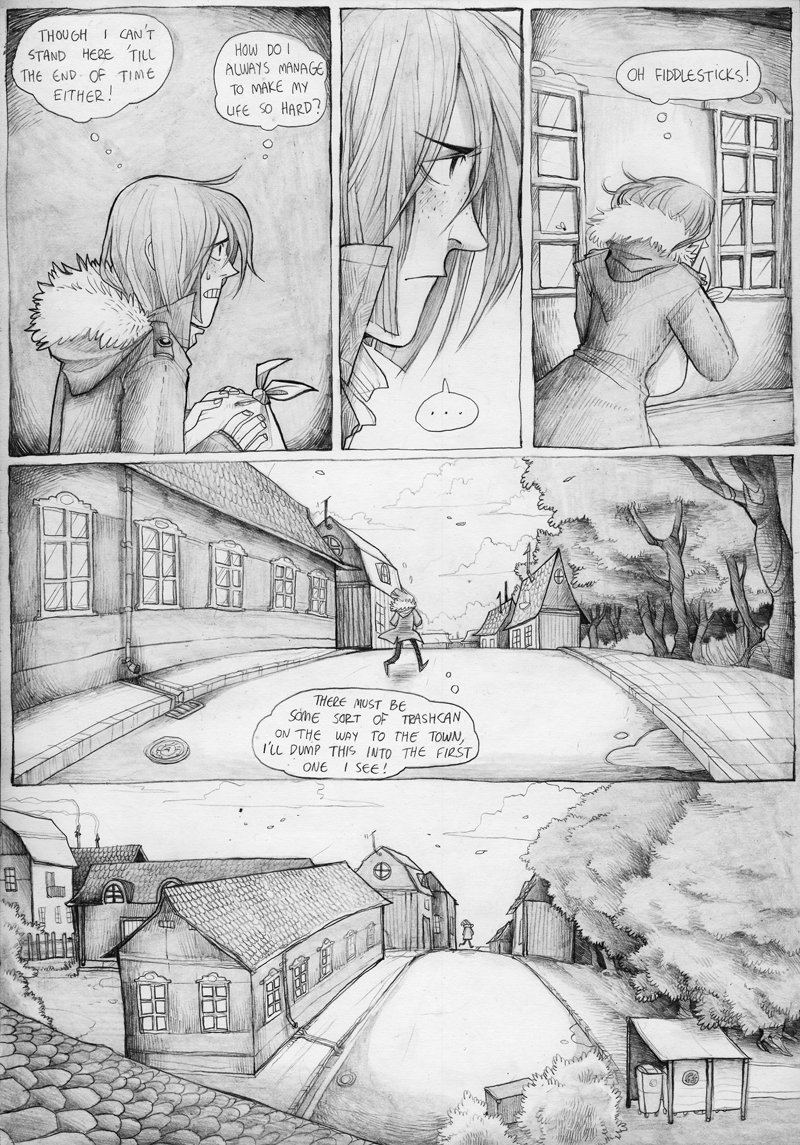 THOUGH I CAN'T
STAND HERE 'TILL
THE END OF TIME
EITHER!
HOW DO I
ALWAYS MANAGE
TO MAKE MY
LIFE SO HARD?
...
OH FIDDLESTICKS!
THERE MUST BE
SOME SORT OF TRASHCAN
ON THE WAY TO THE TOWN,
I'LL DUMP THIS INTO THE FIRST
ONE I SEE!